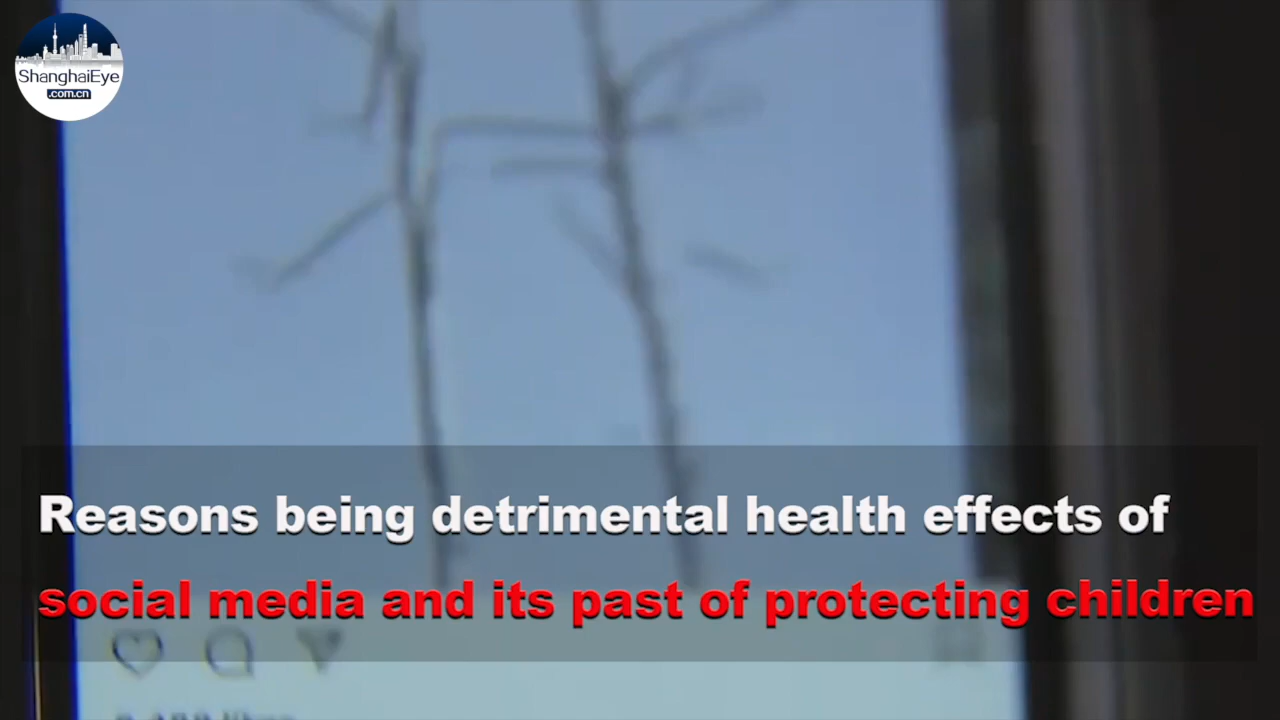 ShanghaiEye
.com.cn
Reasons being detrimental health effects of
social media and its past of protecting children